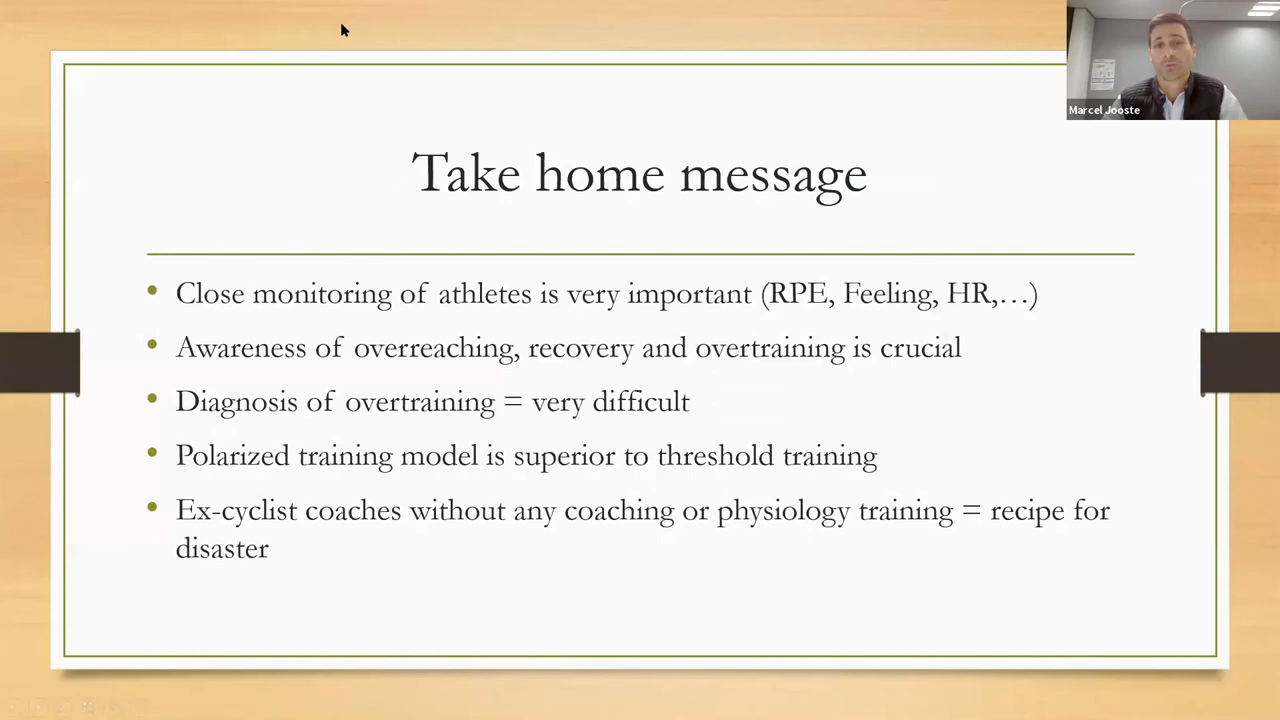 Marcel Jooste
Take home message
• Close monitoring of athletes is very important (RPE, Feeling, HR,…)
• Awareness of overreaching, recovery and overtraining is crucial
• Diagnosis of overtraining = very difficult
• Polarized training model is superior to threshold training
• Ex-cyclist coaches without any coaching or physiology training = recipe for
disaster